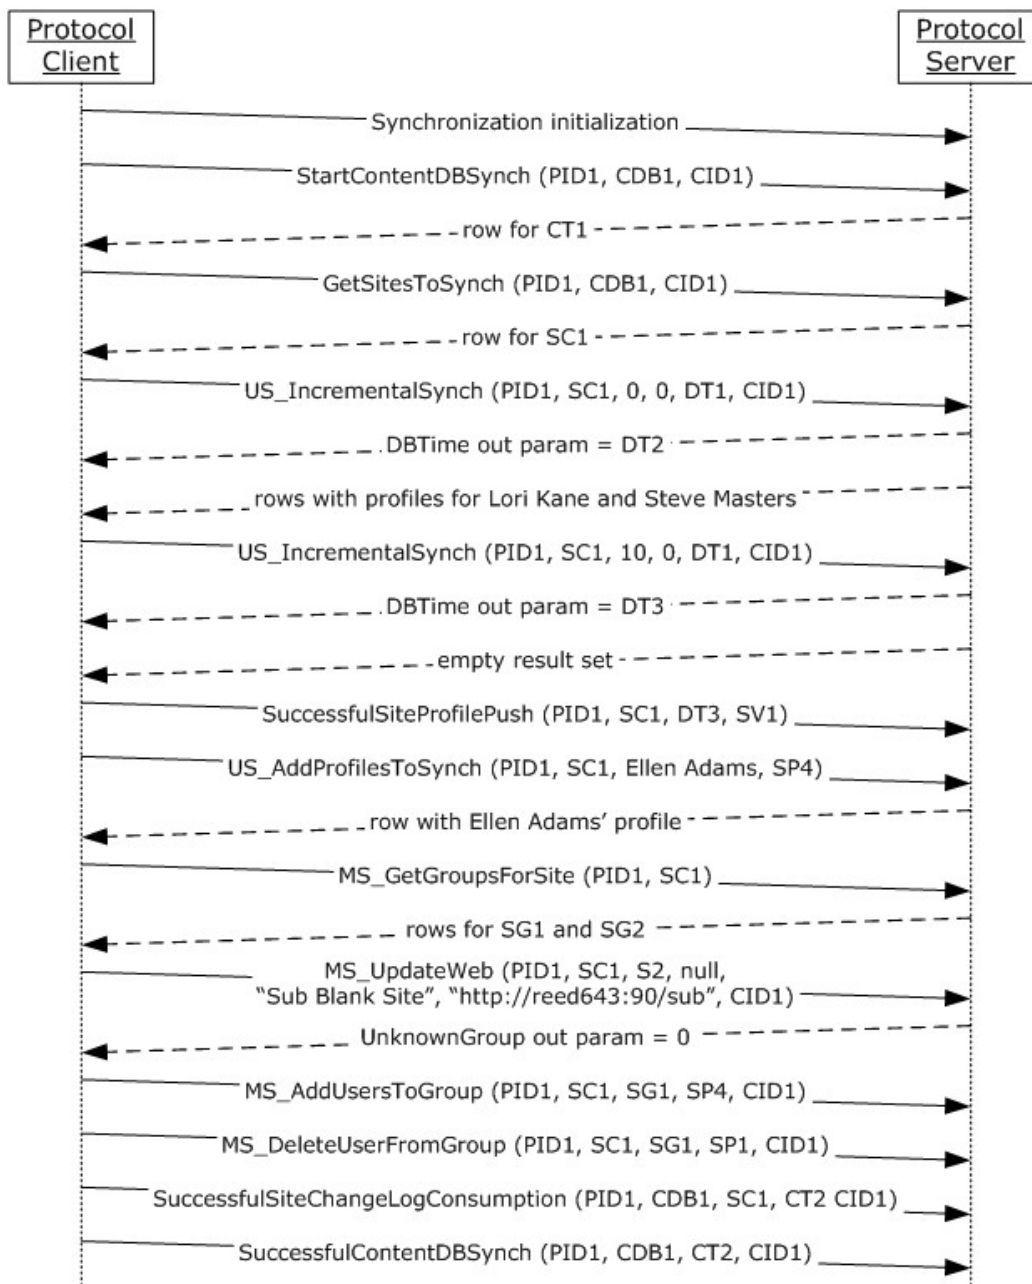 Protocol
Client
Protocol
Server
Synchronization initialization
StartContentDBSynch (PID1, CDB1, CID1)
row for CT1
GetSitesToSynch (PID1, CDB1, CID1)
row for SC1
US_IncrementalSynch (PID1, SC1, 0, 0, DT1, CID1)
DBTime out param = DT2
rows with profiles for Lori Kane and Steve Masters
US_IncrementalSynch (PID1, SC1, 10, 0, DT1, CID1)
DBTime out param = DT3
empty result set
SuccessfulSiteProfilePush (PID1, SC1, DT3, SV1)
US_AddProfilesToSynch (PID1, SC1, Ellen Adams, SP4)
row with Ellen Adams’ profile
MS_GetGroupsForSite (PID1, SC1)
rows for SG1 and SG2
MS_UpdateWeb (PID1, SC1, S2, null,
“Sub Blank Site”, “http://reed643:90/sub”, CID1)
UnknownGroup out param = 0
MS_AddUsersToGroup (PID1, SC1, SG1, SP4, CID1)
MS_DeleteUserFromGroup (PID1, SC1, SG1, SP1, CID1)
SuccessfulSiteChangeLogConsumption (PID1, CDB1, SC1, CT2 CID1)
SuccessfulContentDBSynch (PID1, CDB1, CT2, CID1)